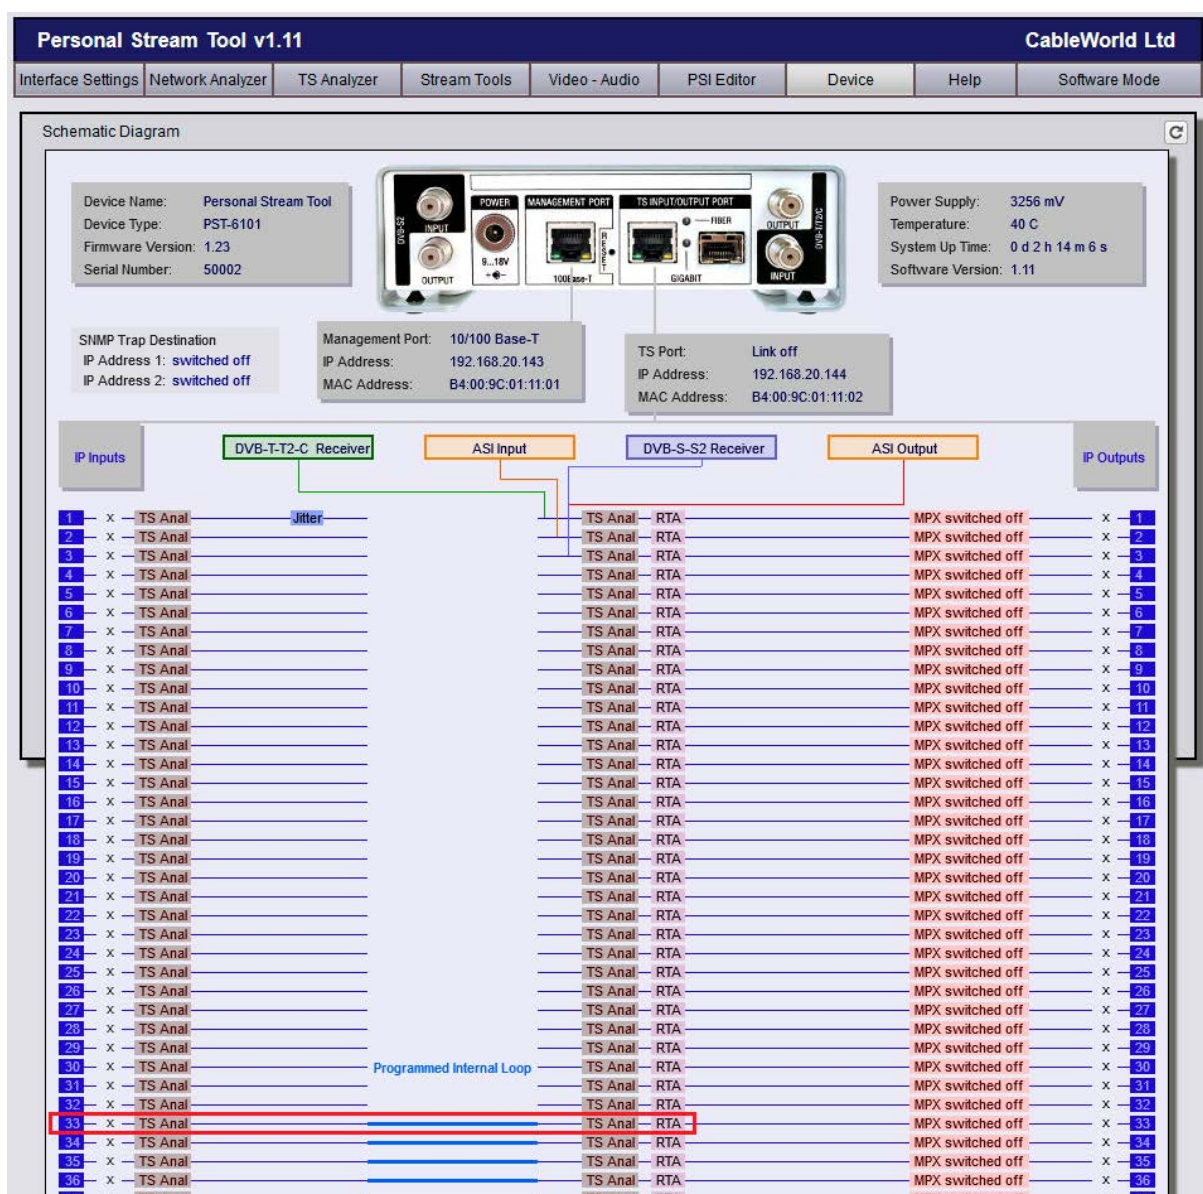 Personal Stream Tool v1.11 CableWorld Ltd
Interface Settings Network Analyzer TS Analyzer Stream Tools Video - Audio PSI Editor Device Help Software Mode
Schematic Diagram
Device Name: Personal Stream Tool
Device Type: PST-6101
Firmware Version: 1.23
Serial Number: 50002
DVB-S2
INPUT
OUTPUT
POWER
9...18V
MANAGEMENT PORT
RESET
100Base-T
TS INPUT/OUTPUT PORT
FIBER
GIGABIT
OUTPUT
INPUT
DVB-T/T2/C
Power Supply: 3256 mV
Temperature: 40 C
System Up Time: 0 d 2 h 14 m 6 s
Software Version: 1.11
SNMP Trap Destination
IP Address 1: switched off
IP Address 2: switched off
Management Port: 10/100 Base-T
IP Address: 192.168.20.143
MAC Address: B4:00:9C:01:11:01
TS Port: Link off
IP Address: 192.168.20.144
MAC Address: B4:00:9C:01:11:02
IP Inputs DVB-T-T2-C Receiver ASI Input DVB-S-S2 Receiver ASI Output IP Outputs
1 x TS Anal Jitter TS Anal RTA MPX switched off x 1
2 x TS Anal TS Anal RTA MPX switched off x 2
3 x TS Anal TS Anal RTA MPX switched off x 3
4 x TS Anal TS Anal RTA MPX switched off x 4
5 x TS Anal TS Anal RTA MPX switched off x 5
6 x TS Anal TS Anal RTA MPX switched off x 6
7 x TS Anal TS Anal RTA MPX switched off x 7
8 x TS Anal TS Anal RTA MPX switched off x 8
9 x TS Anal TS Anal RTA MPX switched off x 9
10 x TS Anal TS Anal RTA MPX switched off x 10
11 x TS Anal TS Anal RTA MPX switched off x 11
12 x TS Anal TS Anal RTA MPX switched off x 12
13 x TS Anal TS Anal RTA MPX switched off x 13
14 x TS Anal TS Anal RTA MPX switched off x 14
15 x TS Anal TS Anal RTA MPX switched off x 15
16 x TS Anal TS Anal RTA MPX switched off x 16
17 x TS Anal TS Anal RTA MPX switched off x 17
18 x TS Anal TS Anal RTA MPX switched off x 18
19 x TS Anal TS Anal RTA MPX switched off x 19
20 x TS Anal TS Anal RTA MPX switched off x 20
21 x TS Anal TS Anal RTA MPX switched off x 21
22 x TS Anal TS Anal RTA MPX switched off x 22
23 x TS Anal TS Anal RTA MPX switched off x 23
24 x TS Anal TS Anal RTA MPX switched off x 24
25 x TS Anal TS Anal RTA MPX switched off x 25
26 x TS Anal TS Anal RTA MPX switched off x 26
27 x TS Anal TS Anal RTA MPX switched off x 27
28 x TS Anal TS Anal RTA MPX switched off x 28
29 x TS Anal TS Anal RTA MPX switched off x 29
30 x TS Anal Programmed Internal Loop TS Anal RTA MPX switched off x 30
31 x TS Anal TS Anal RTA MPX switched off x 31
32 x TS Anal TS Anal RTA MPX switched off x 32
33 x TS Anal TS Anal RTA MPX switched off x 33
34 x TS Anal TS Anal RTA MPX switched off x 34
35 x TS Anal TS Anal RTA MPX switched off x 35
36 x TS Anal TS Anal RTA MPX switched off x 36